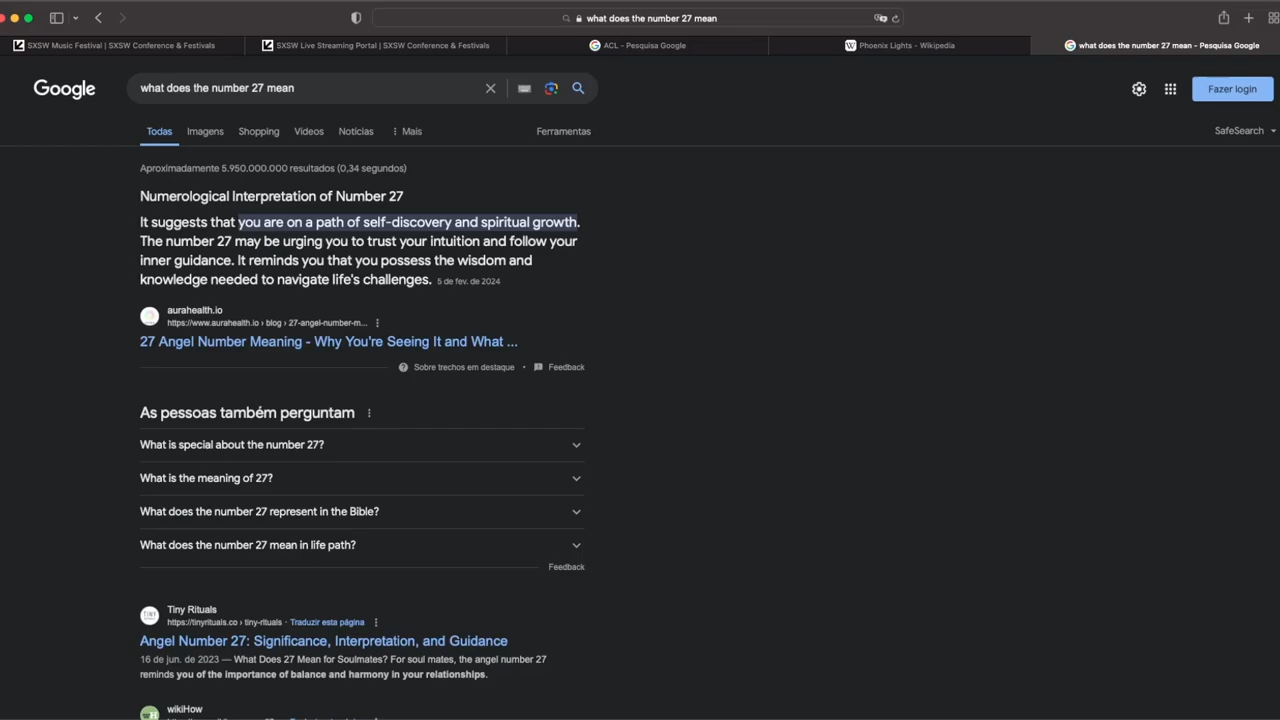 what does the number 27 mean
SXSW Music Festival | SXSW Conference & Festivals
SXSW Live Streaming Portal | SXSW Conference & Festivals
ACL - Pesquisa Google
Phoenix Lights - Wikipedia
what does the number 27 mean - Pesquisa Google
Google
what does the number 27 mean
Fazer login
Todas
Imagens
Shopping
Videos
Notícias
Mais
Ferramentas
SafeSearch
Aproximadamente 5.950.000.000 resultados (0,34 segundos)
Numerological Interpretation of Number 27
It suggests that you are on a path of self-discovery and spiritual growth.
The number 27 may be urging you to trust your intuition and follow your
inner guidance. It reminds you that you possess the wisdom and
knowledge needed to navigate life's challenges. 5 de fev. de 2024
aurahealth.io
https://www.aurahealth.io › blog › 27-angel-number-m...
27 Angel Number Meaning - Why You're Seeing It and What ...
Sobre trechos em destaque • Feedback
As pessoas também perguntam
What is special about the number 27?
What is the meaning of 27?
What does the number 27 represent in the Bible?
What does the number 27 mean in life path?
Feedback
TINY
Tiny Rituals
https://tinyrituals.co › tiny-rituals · Traduzir esta página
Angel Number 27: Significance, Interpretation, and Guidance
16 de jun. de 2023 — What Does 27 Mean for Soulmates? For soul mates, the angel number 27
reminds you of the importance of balance and harmony in your relationships.
wikiHow